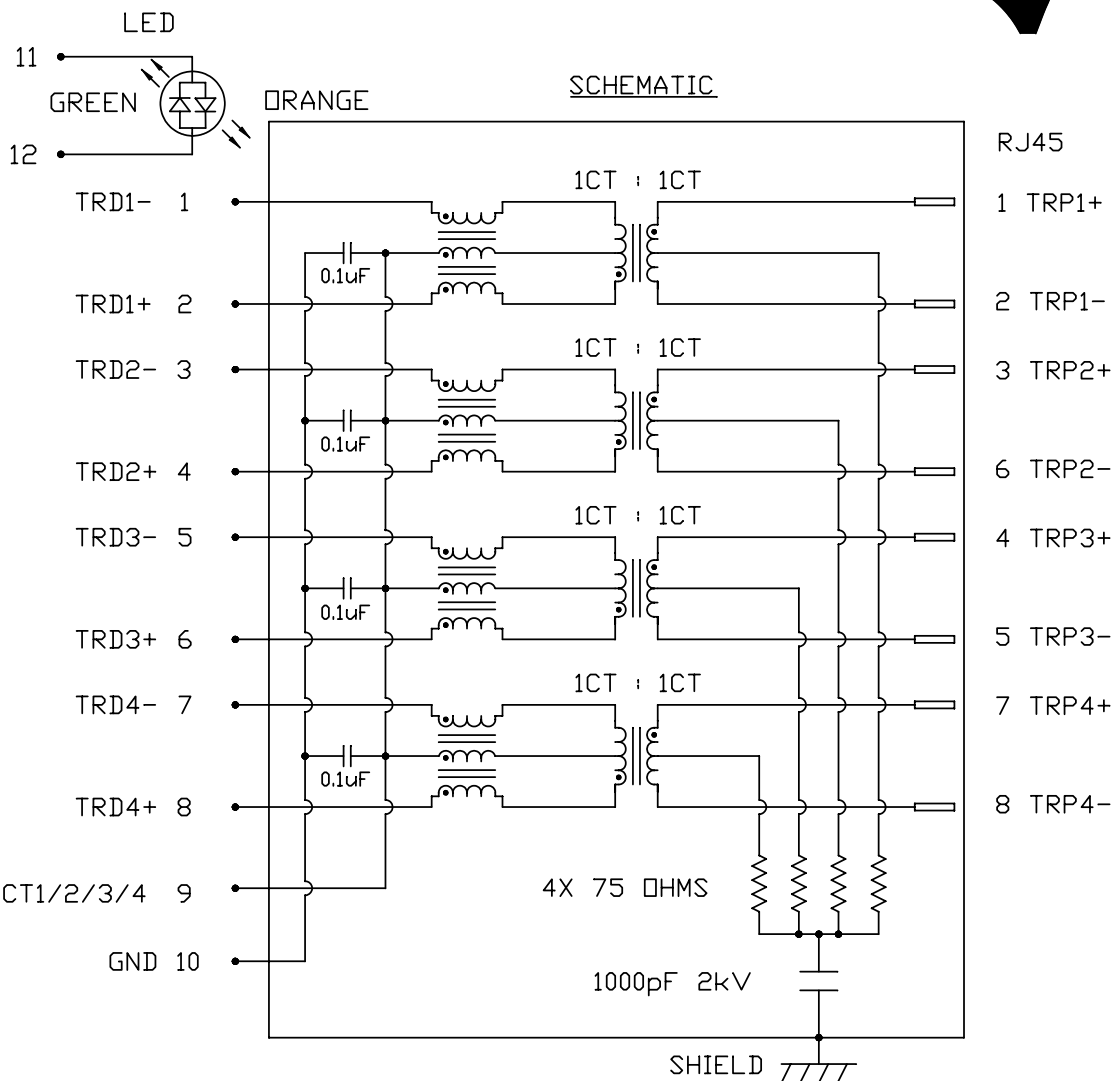 LED
11
GREEN
ORANGE
12
SCHEMATIC
RJ45
1CT : 1CT
TRD1- 1
1 TRP1+
0.1uF
TRD1+ 2
2 TRP1-
1CT : 1CT
TRD2- 3
3 TRP2+
0.1uF
TRD2+ 4
6 TRP2-
1CT : 1CT
TRD3- 5
4 TRP3+
0.1uF
TRD3+ 6
5 TRP3-
1CT : 1CT
TRD4- 7
7 TRP4+
0.1uF
TRD4+ 8
8 TRP4-
CT1/2/3/4 9
4X 75 OHMS
GND 10
1000pF 2kV
SHIELD